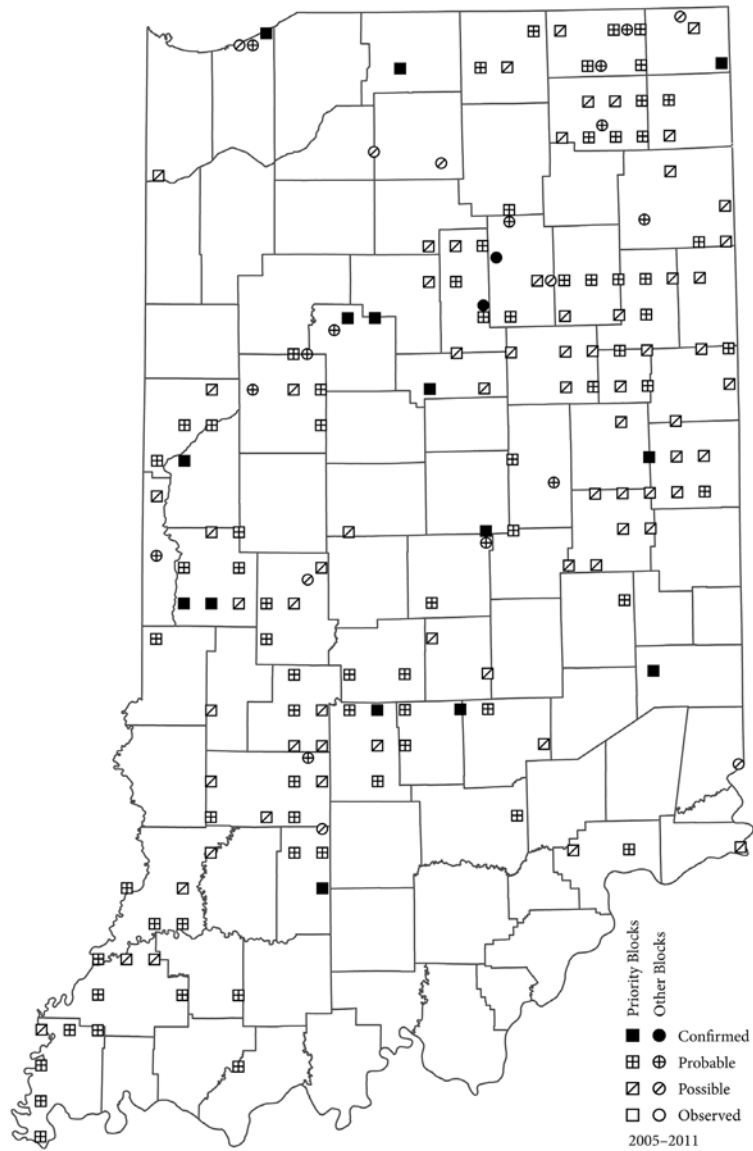 Priority Blocks
Other Blocks
Confirmed
Probable
Possible
Observed
2005–2011